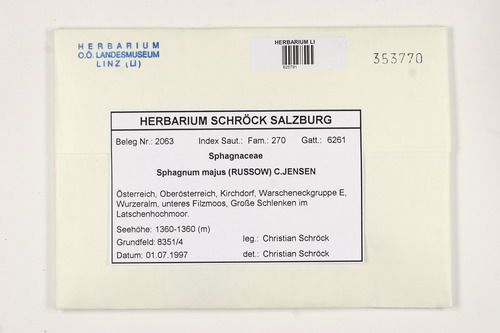 HERBARIUM
O.Ö. LANDESMUSEUM
LINZ (LI)
HERBARIUM LI
353770
HERBARIUM SCHRÖCK SALZBURG
Beleg Nr.: 2063 Index Saut.: Fam.: 270 Gatt.: 6261
Sphagnaceae
Sphagnum majus (RUSSOW) C.JENSEN
Österreich, Oberösterreich, Kirchdorf, Warscheneckgruppe E,
Wurzeralm, unteres Filzmoos, Große Schlenken im
Latschenhochmoor.
Seehöhe: 1360-1360 (m)
Grundfeld: 8351/4 leg.: Christian Schröck
Datum: 01.07.1997 det.: Christian Schröck